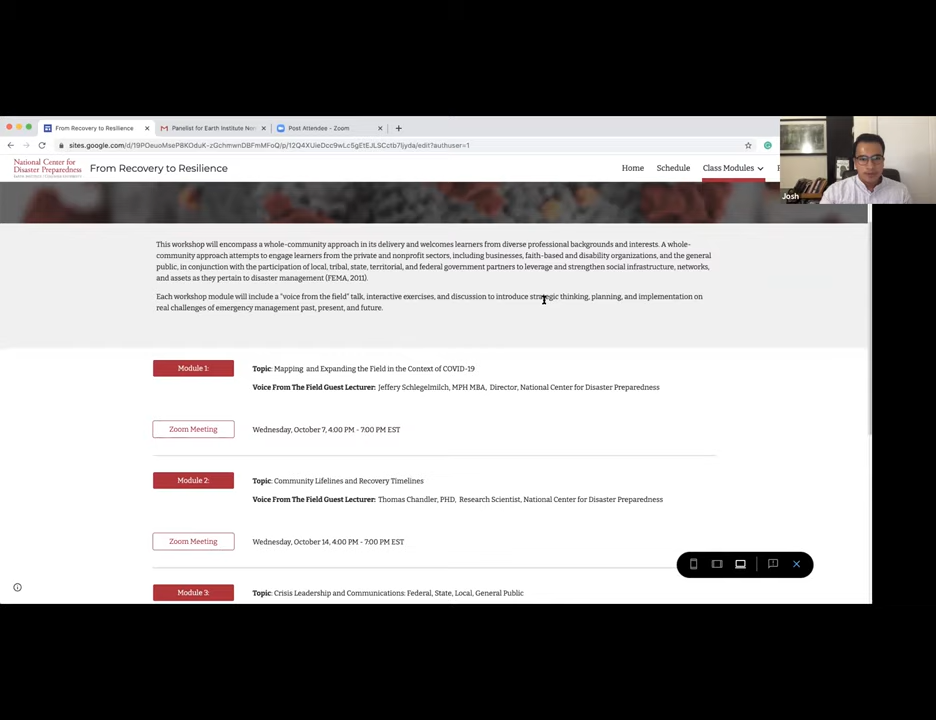 From Recovery to Resilience
Panelist for Earth Institute No
Post Attendee - Zoom
National Center for
Disaster Preparedness
From Recovery to Resilience
Home
Schedule
Class Modules
Josh
This workshop will encompass a whole-community approach in its delivery and welcomes learners from diverse professional backgrounds and interests. A whole-
community approach attempts to engage learners from the private and nonprofit sectors, including businesses, faith-based and disability organizations, and the general
public, in conjunction with the participation of local, tribal, state, territorial, and federal government partners to leverage and strengthen social infrastructure, networks,
and assets as they pertain to disaster management (FEMA, 2011).
Each workshop module will include a "voice from the field" talk, interactive exercises, and discussion to introduce strategic thinking, planning, and implementation on
real challenges of emergency management past, present, and future.
Module 1:
Topic: Mapping and Expanding the Field in the Context of COVID-19
Voice From The Field Guest Lecturer: Jeffery Schlegelmilch, MPH MBA, Director, National Center for Disaster Preparedness
Zoom Meeting
Wednesday, October 7, 4:00 PM - 7:00 PM EST
Module 2:
Topic: Community Lifelines and Recovery Timelines
Voice From The Field Guest Lecturer: Thomas Chandler, PHD, Research Scientist, National Center for Disaster Preparedness
Zoom Meeting
Wednesday, October 14, 4:00 PM - 7:00 PM EST
Module 3:
Topic: Crisis Leadership and Communications: Federal, State, Local, General Public